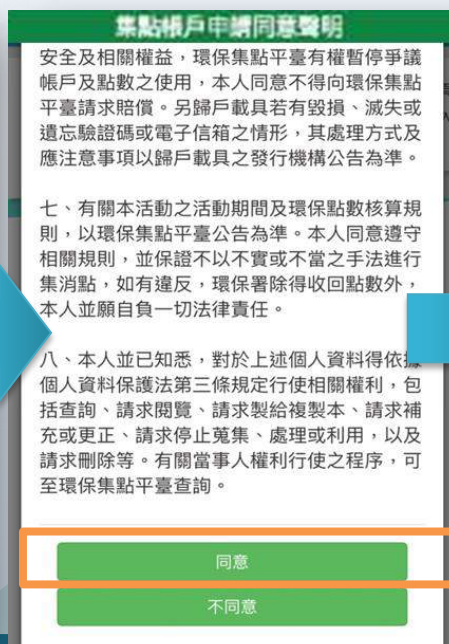 集點帳戶申請同意聲明
安全及相關權益，環保集點平臺有權暫停爭議
帳戶及點數之使用，本人同意不得向環保集點
平臺請求賠償。另歸戶載具若有毀損、滅失或
遺忘驗證碼或電子信箱之情形，其處理方式及
應注意事項以歸戶載具之發行機構公告為準。
七、有關本活動之活動期間及環保點數核算規
則，以環保集點平臺公告為準。本人同意遵守
相關規則，並保證不以不實或不當之手法進行
集消點，如有違反，環保署除得收回點數外，
本人並願自負一切法律責任。
八、本人並已知悉，對於上述個人資料得依據
個人資料保護法第三條規定行使相關權利，包
括查詢、請求閱覽、請求製給複製本、請求補
充或更正、請求停止蒐集、處理或利用，以及
請求刪除等。有關當事人權利行使之程序，可
至環保集點平臺查詢。
同意
不同意